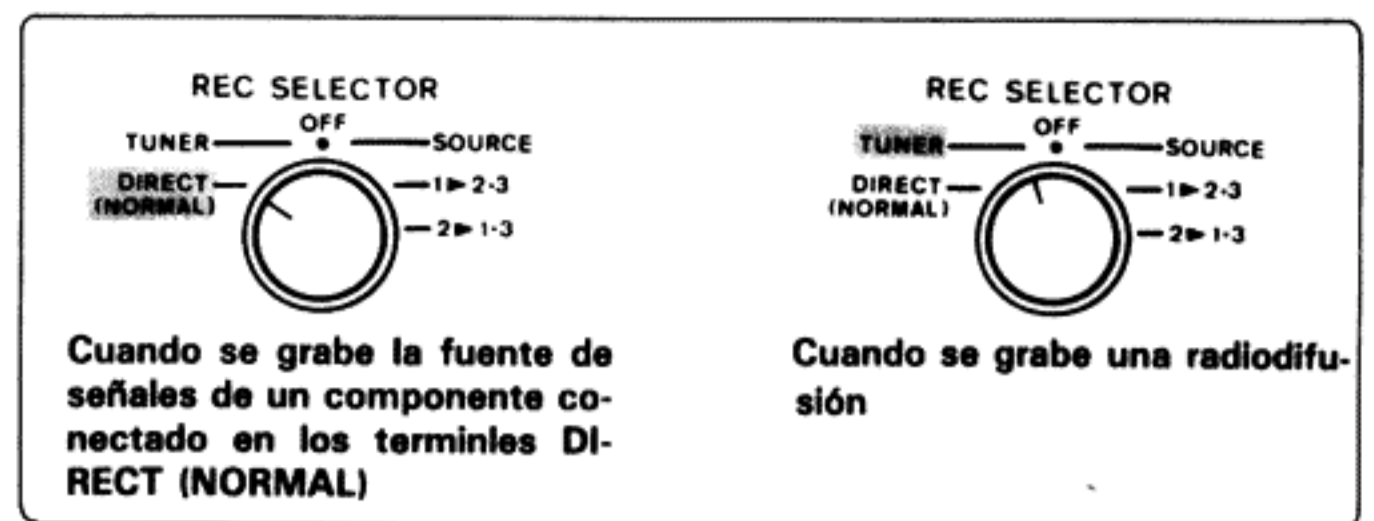 REC SELECTOR
OFF
TUNER SOURCE
DIRECT 1▶2·3
(NORMAL)
2▶1·3
Cuando se grabe la fuente de
señales de un componente co-
nectado en los terminles DI-
RECT (NORMAL)
REC SELECTOR
OFF
TUNER SOURCE
DIRECT 1▶2·3
(NORMAL)
2▶1·3
Cuando se grabe una radiodifu-
sión